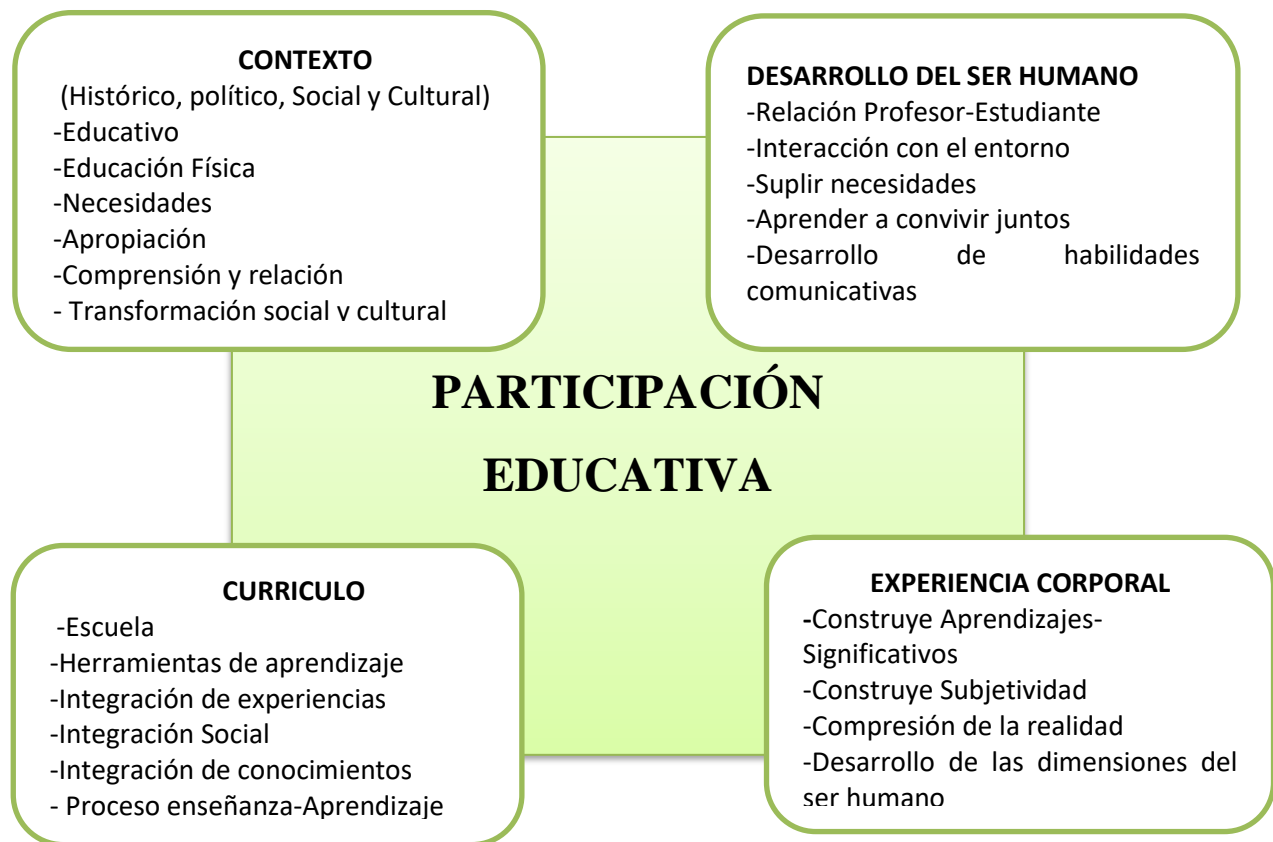 CONTEXTO
(Histórico, político, Social y Cultural)
-Educativo
-Educación Física
-Necesidades
-Apropiación
-Comprensión y relación
- Transformación social y cultural
DESARROLLO DEL SER HUMANO
-Relación Profesor-Estudiante
-Interacción con el entorno
-Suplir necesidades
-Aprender a convivir juntos
-Desarrollo de habilidades
comunicativas
PARTICIPACIÓN
EDUCATIVA
CURRICULO
-Escuela
-Herramientas de aprendizaje
-Integración de experiencias
-Integración Social
-Integración de conocimientos
- Proceso enseñanza-Aprendizaje
EXPERIENCIA CORPORAL
-Construye Aprendizajes-
Significativos
-Construye Subjetividad
-Compresión de la realidad
-Desarrollo de las dimensiones del
ser humano